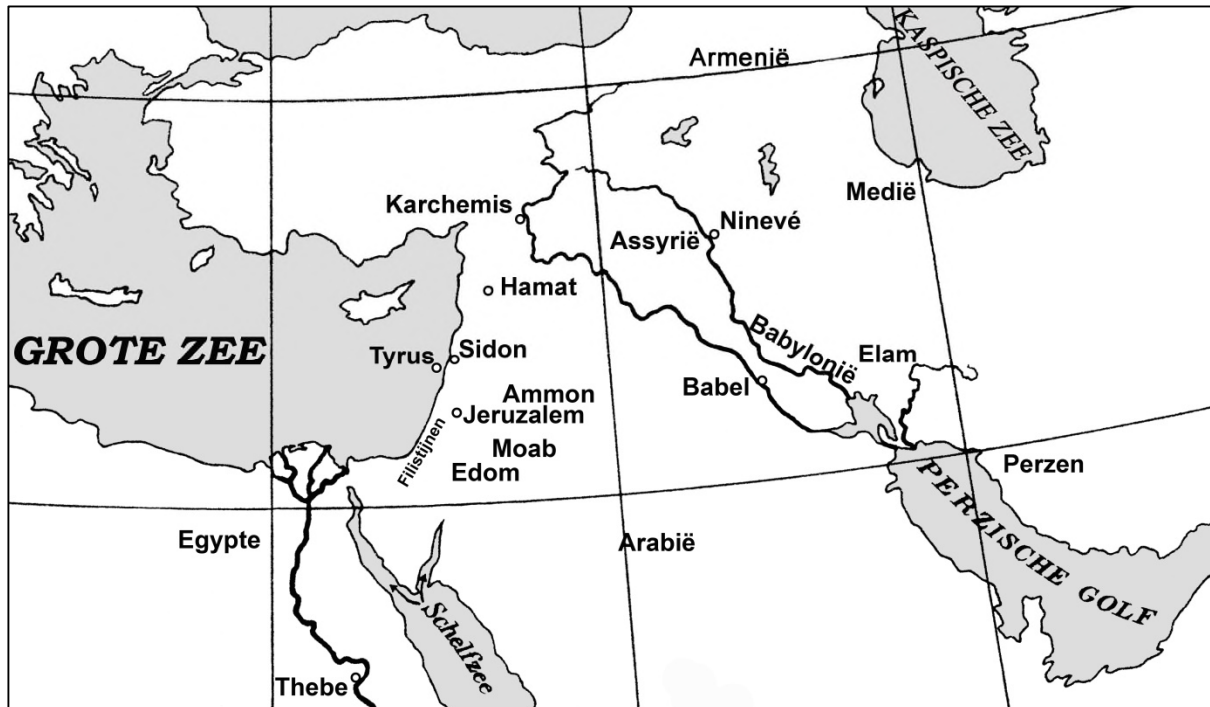 KASPISCHE ZEE
Armenië
Medië
Karchemis
Ninevé
Assyrië
Hamat
GROTE ZEE
Babylonië
Sidon
Tyrus
Elam
Babel
Ammon
Jeruzalem
Filistijnen
Moab
Edom
Perzen
PERZISCHE GOLF
Egypte
Arabië
Schelfzee
Thebe